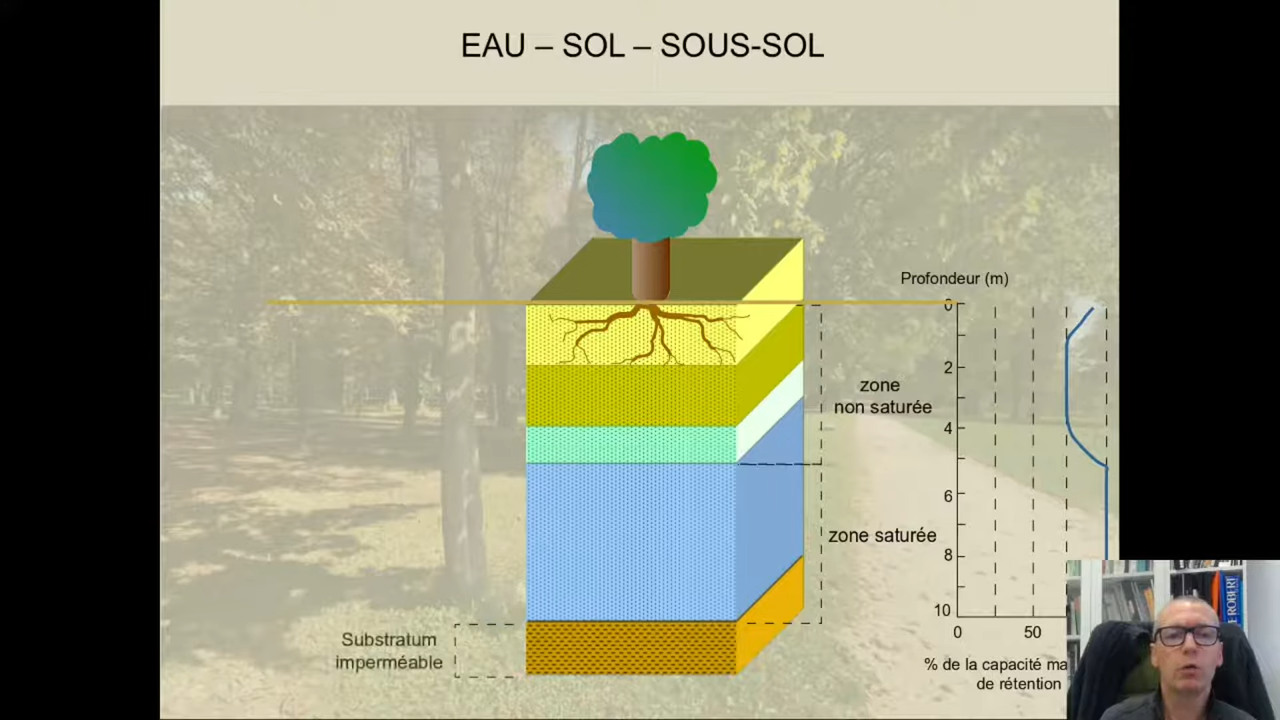 EAU – SOL – SOUS-SOL
Profondeur (m)
0
2
zone
non saturée
4
6
zone saturée
8
10
0
50
Substratum
imperméable
% de la capacité ma
de rétention
ROBERT